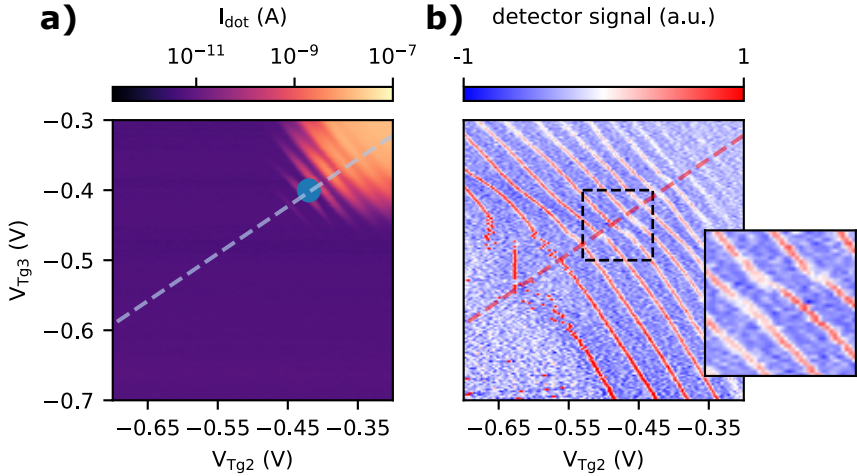 a)
I_dot (A)
10^−11
10^−9
10^−7
−0.3
−0.4
−0.5
−0.6
−0.7
V_Tg3 (V)
−0.65
−0.55
−0.45
−0.35
V_Tg2 (V)
b)
detector signal (a.u.)
-1
1
−0.65
−0.55
−0.45
−0.35
V_Tg2 (V)